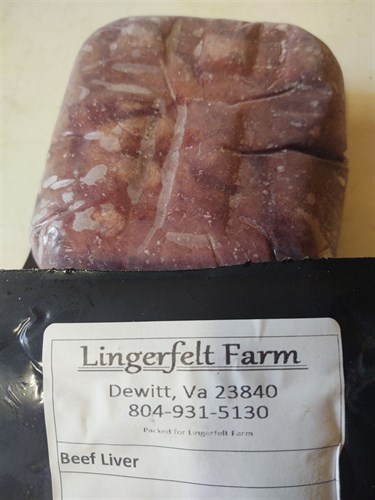 Lingerfelt Farm
Dewitt, Va 23840
804-931-5130
Packed for Lingerfelt Farm
Beef Liver